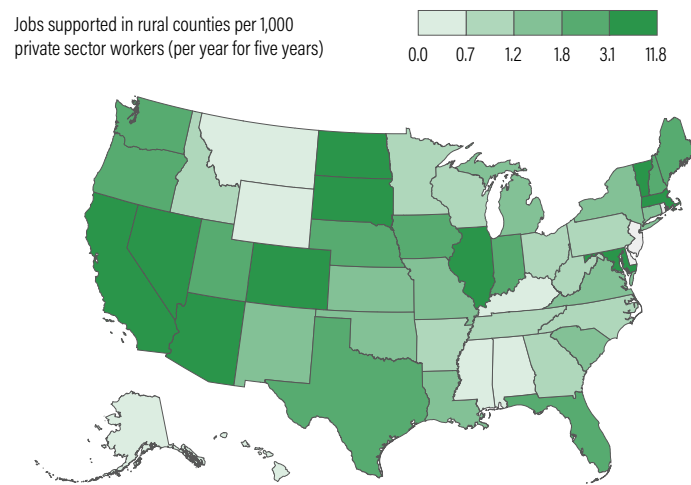 Jobs supported in rural counties per 1,000
private sector workers (per year for five years)
0.0 0.7 1.2 1.8 3.1 11.8